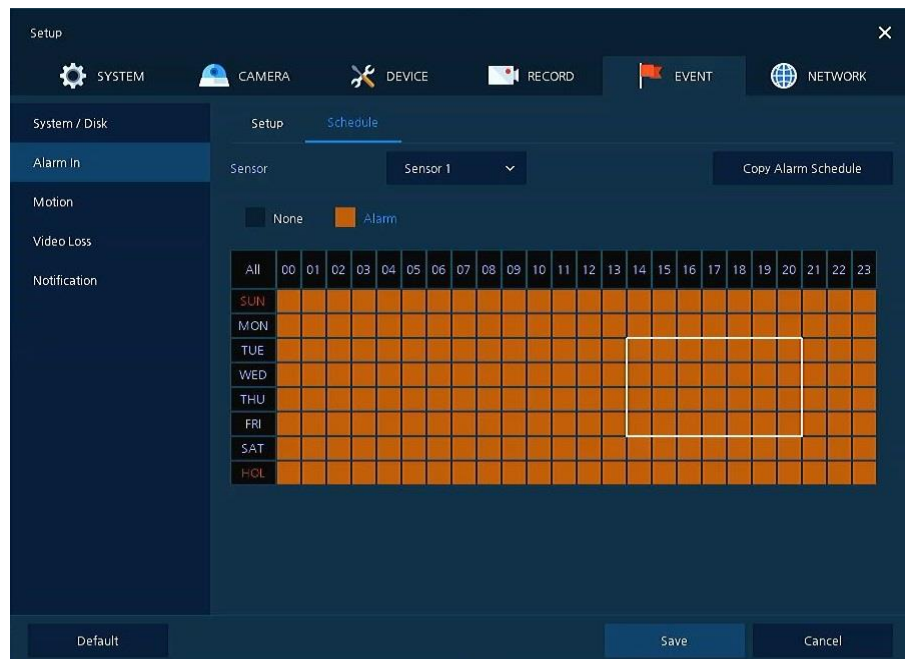 Setup
SYSTEM CAMERA DEVICE RECORD EVENT NETWORK
System / Disk
Alarm In
Motion
Video Loss
Notification
Setup Schedule
Sensor Sensor 1 Copy Alarm Schedule
None Alarm
All 00 01 02 03 04 05 06 07 08 09 10 11 12 13 14 15 16 17 18 19 20 21 22 23
SUN
MON
TUE
WED
THU
FRI
SAT
HOL
Default Save Cancel